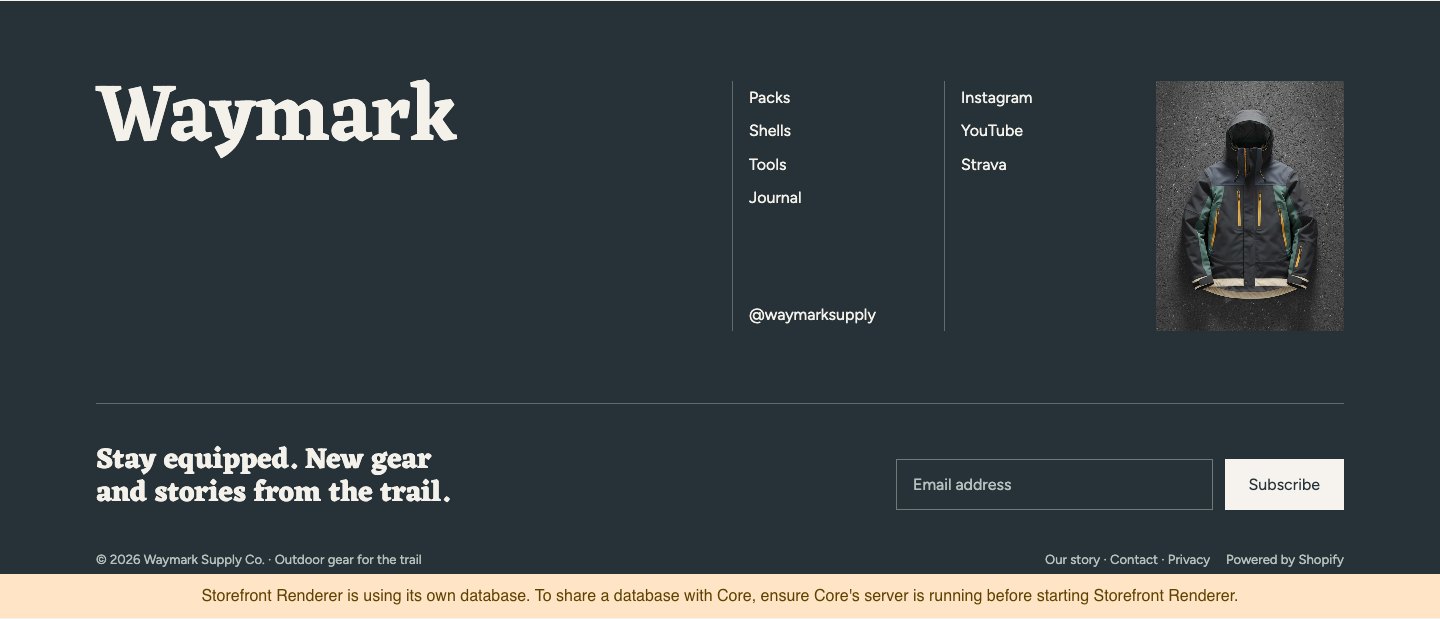 Waymark
Packs
Shells
Tools
Journal
@waymarksupply
Instagram
YouTube
Strava
Stay equipped. New gear
and stories from the trail.
Email address
Subscribe
© 2026 Waymark Supply Co. · Outdoor gear for the trail
Our story · Contact · Privacy Powered by Shopify
Storefront Renderer is using its own database. To share a database with Core, ensure Core's server is running before starting Storefront Renderer.